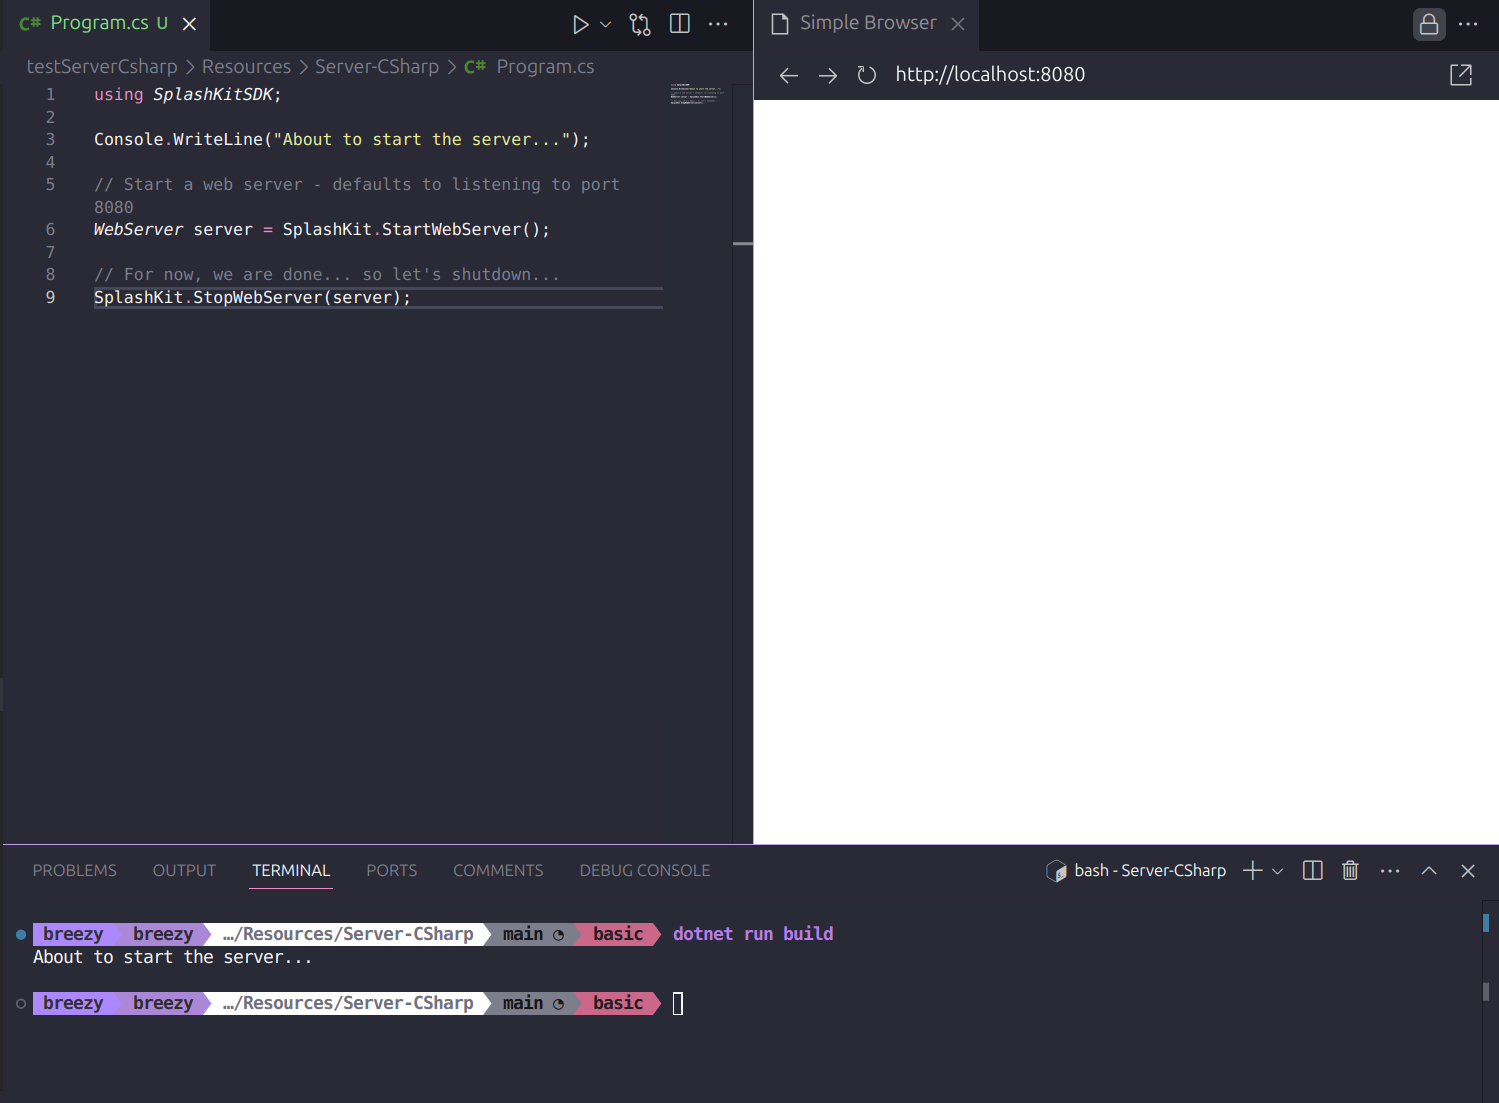 C# Program.cs U
Simple Browser
testServerCsharp > Resources > Server-CSharp > C# Program.cs
http://localhost:8080
1 using SplashKitSDK;
2
3 Console.WriteLine("About to start the server...");
4
5 // Start a web server - defaults to listening to port
8080
6 WebServer server = SplashKit.StartWebServer();
7
8 // For now, we are done... so let's shutdown...
9 SplashKit.StopWebServer(server);
PROBLEMS OUTPUT TERMINAL PORTS COMMENTS DEBUG CONSOLE
bash - Server-CSharp
breezy breezy …/Resources/Server-CSharp main basic dotnet run build
About to start the server...
breezy breezy …/Resources/Server-CSharp main basic